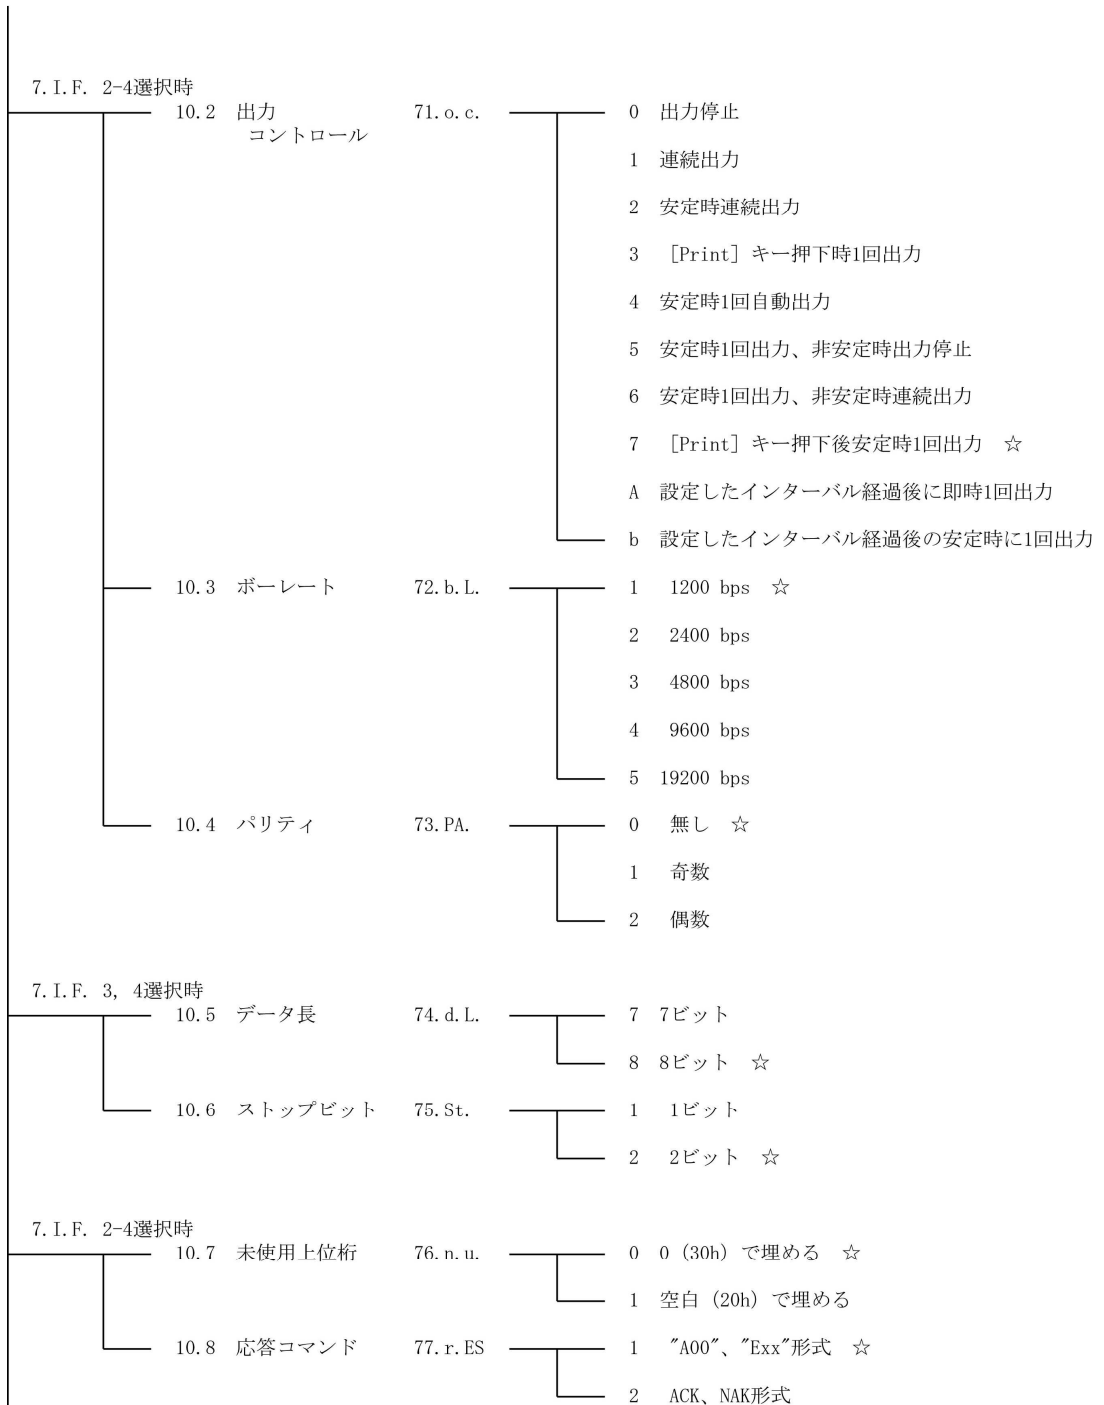 7.I.F. 2-4選択時
10.2 出力 71.o.c. 0 出力停止
コントロール
1 連続出力
2 安定時連続出力
3 [Print] キー押下時1回出力
4 安定時1回自動出力
5 安定時1回出力、非安定時出力停止
6 安定時1回出力、非安定時連続出力
7 [Print] キー押下後安定時1回出力 ☆
A 設定したインターバル経過後に即時1回出力
b 設定したインターバル経過後の安定時に1回出力
10.3 ボーレート 72.b.L. 1 1200 bps ☆
2 2400 bps
3 4800 bps
4 9600 bps
5 19200 bps
10.4 パリティ 73.PA. 0 無し ☆
1 奇数
2 偶数
7.I.F. 3, 4選択時
10.5 データ長 74.d.L. 7 7ビット
8 8ビット ☆
10.6 ストップビット 75.St. 1 1ビット
2 2ビット ☆
7.I.F. 2-4選択時
10.7 未使用上位桁 76.n.u. 0 0 (30h) で埋める ☆
1 空白 (20h) で埋める
10.8 応答コマンド 77.r.ES 1 "A00"、"Exx"形式 ☆
2 ACK、NAK形式